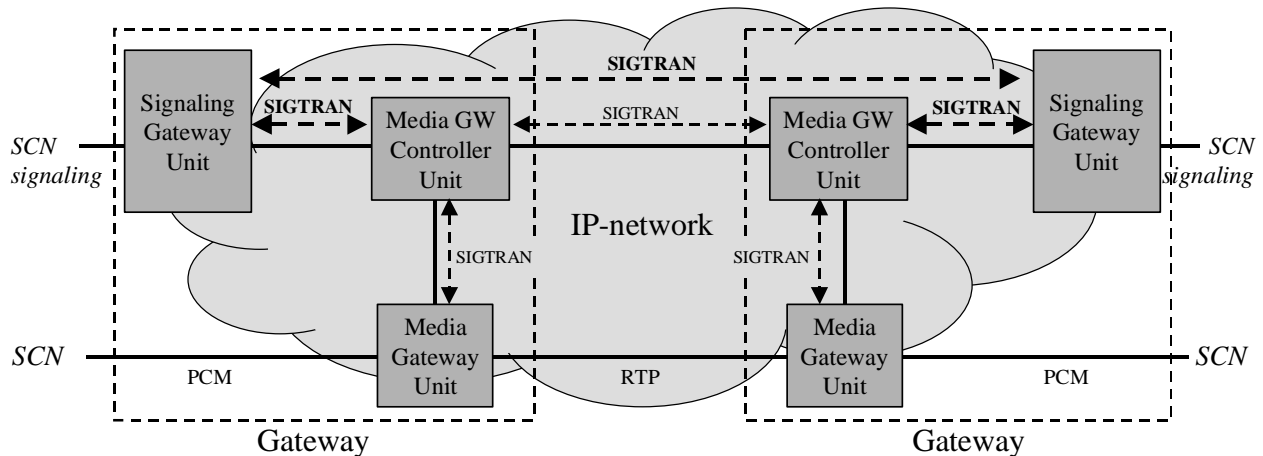 SIGTRAN
Signaling
Gateway
Unit
SIGTRAN
Media GW
Controller
Unit
SIGTRAN
Media GW
Controller
Unit
SIGTRAN
Signaling
Gateway
Unit
SCN
signaling
SCN
signaling
IP-network
SIGTRAN
SIGTRAN
SCN
PCM
Media
Gateway
Unit
RTP
Media
Gateway
Unit
PCM
SCN
Gateway
Gateway